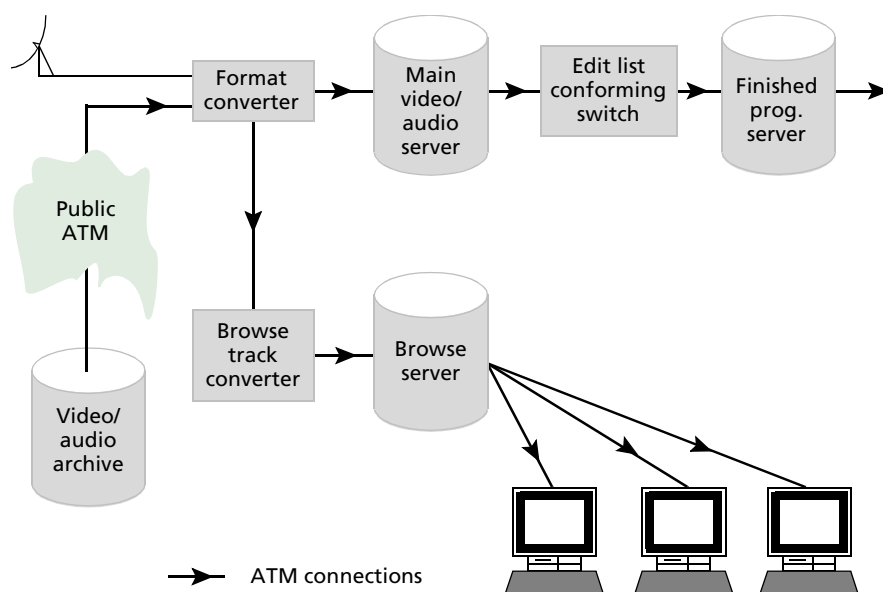 Format
converter
Main
video/
audio
server
Edit list
conforming
switch
Finished
prog.
server
Public
ATM
Browse
track
converter
Browse
server
Video/
audio
archive
ATM connections